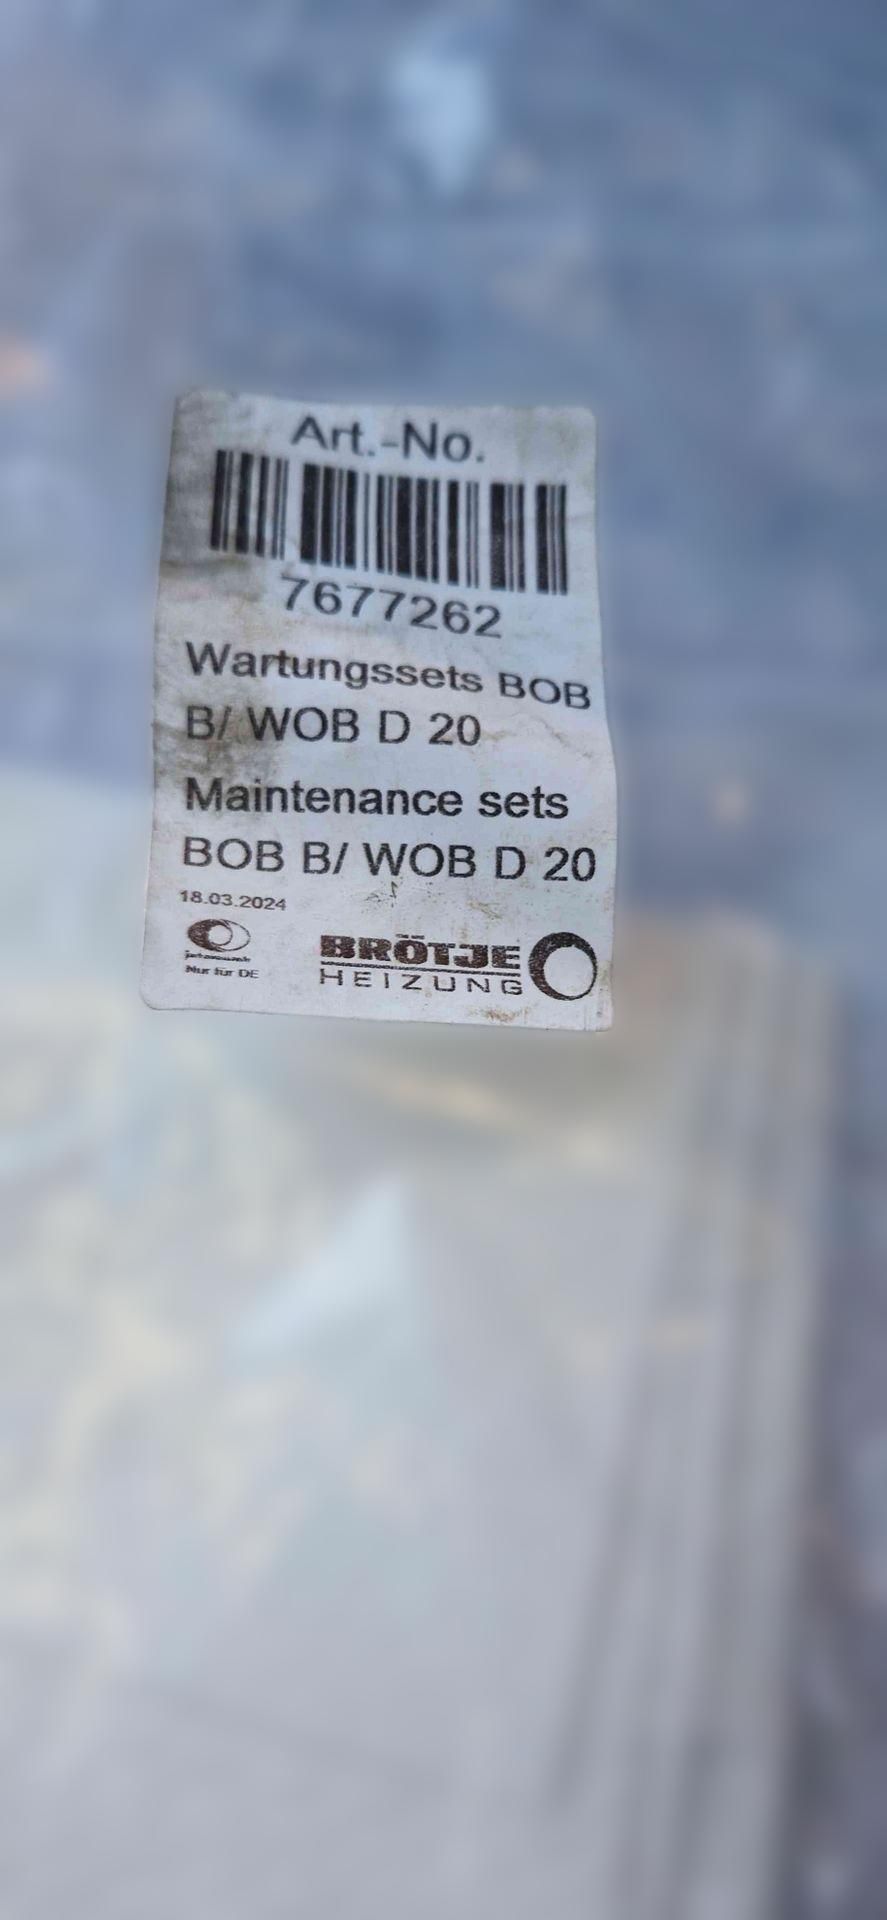 Art.-No.
7677262
Wartungssets BOB
B/ WOB D 20
Maintenance sets
BOB B/ WOB D 20
18.03.2024
Nur für DE
BRÖTJE
HEIZUNG